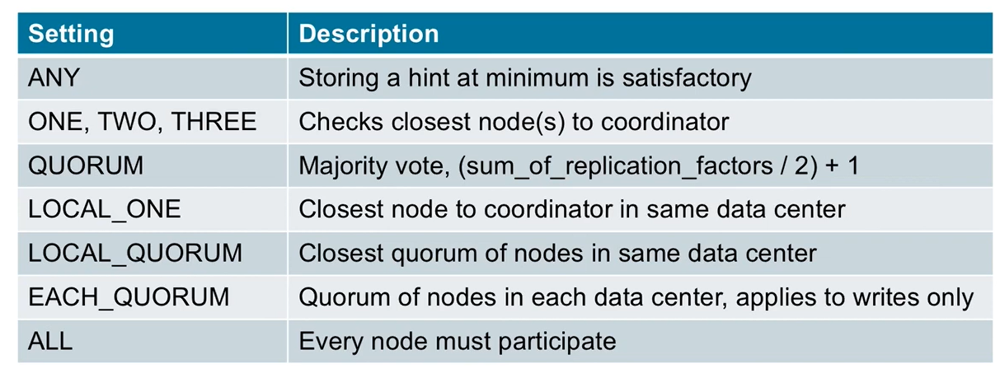 Setting Description
ANY Storing a hint at minimum is satisfactory
ONE, TWO, THREE Checks closest node(s) to coordinator
QUORUM Majority vote, (sum_of_replication_factors / 2) + 1
LOCAL_ONE Closest node to coordinator in same data center
LOCAL_QUORUM Closest quorum of nodes in same data center
EACH_QUORUM Quorum of nodes in each data center, applies to writes only
ALL Every node must participate